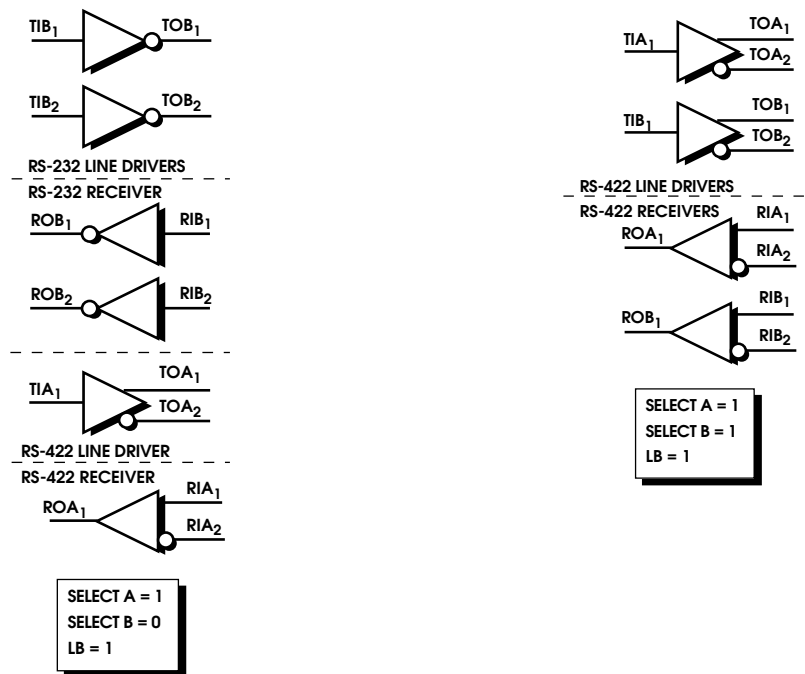 TIB1 TOB1
TIB2 TOB2
RS-232 LINE DRIVERS
RS-232 RECEIVER
ROB1 RIB1
ROB2 RIB2
TIA1 TOA1
TOA2
RS-422 LINE DRIVER
RS-422 RECEIVER
ROA1 RIA1
RIA2
SELECT A = 1
SELECT B = 0
LB = 1
TIA1 TOA1
TOA2
TIB1 TOB1
TOB2
RS-422 LINE DRIVERS
RS-422 RECEIVERS
ROA1 RIA1
RIA2
ROB1 RIB1
RIB2
SELECT A = 1
SELECT B = 1
LB = 1